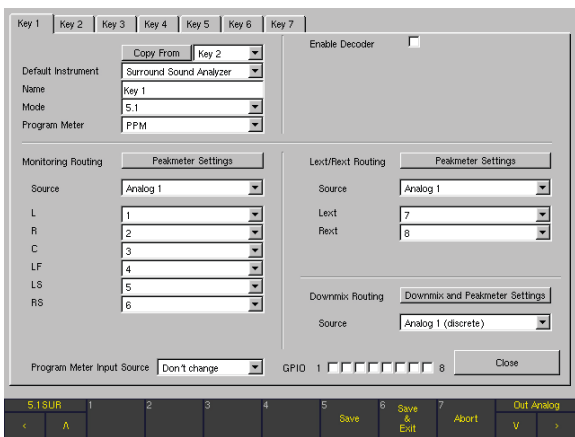 Key 1 Key 2 Key 3 Key 4 Key 5 Key 6 Key 7
Copy From Key 2 Enable Decoder
Default Instrument Surround Sound Analyzer
Name Key 1
Mode 5.1
Program Meter PPM
Monitoring Routing Peakmeter Settings Lext/Rext Routing Peakmeter Settings
Source Analog 1 Source Analog 1
L 1 Lext 7
R 2 Rext 8
C 3
LF 4
LS 5
RS 6
Downmix Routing Downmix and Peakmeter Settings
Source Analog 1 (discrete)
Program Meter Input Source Don't change GPIO 1 8 Close
5.1SUR 1 2 3 4 5 6 7 Out Analog
< Λ Save Save & Exit Abort V >